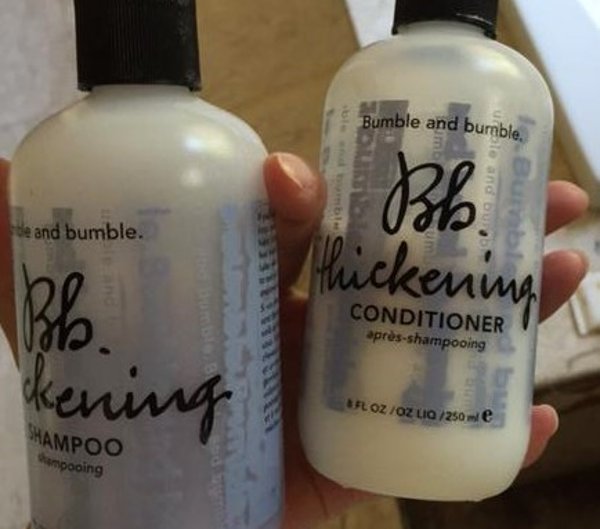 ble and bumble.
Bb.
ckening
SHAMPOO
shampooing
Bumble and bumble.
Bb.
thickening
CONDITIONER
après-shampooing
8 FL OZ / OZ LIQ / 250 ml e